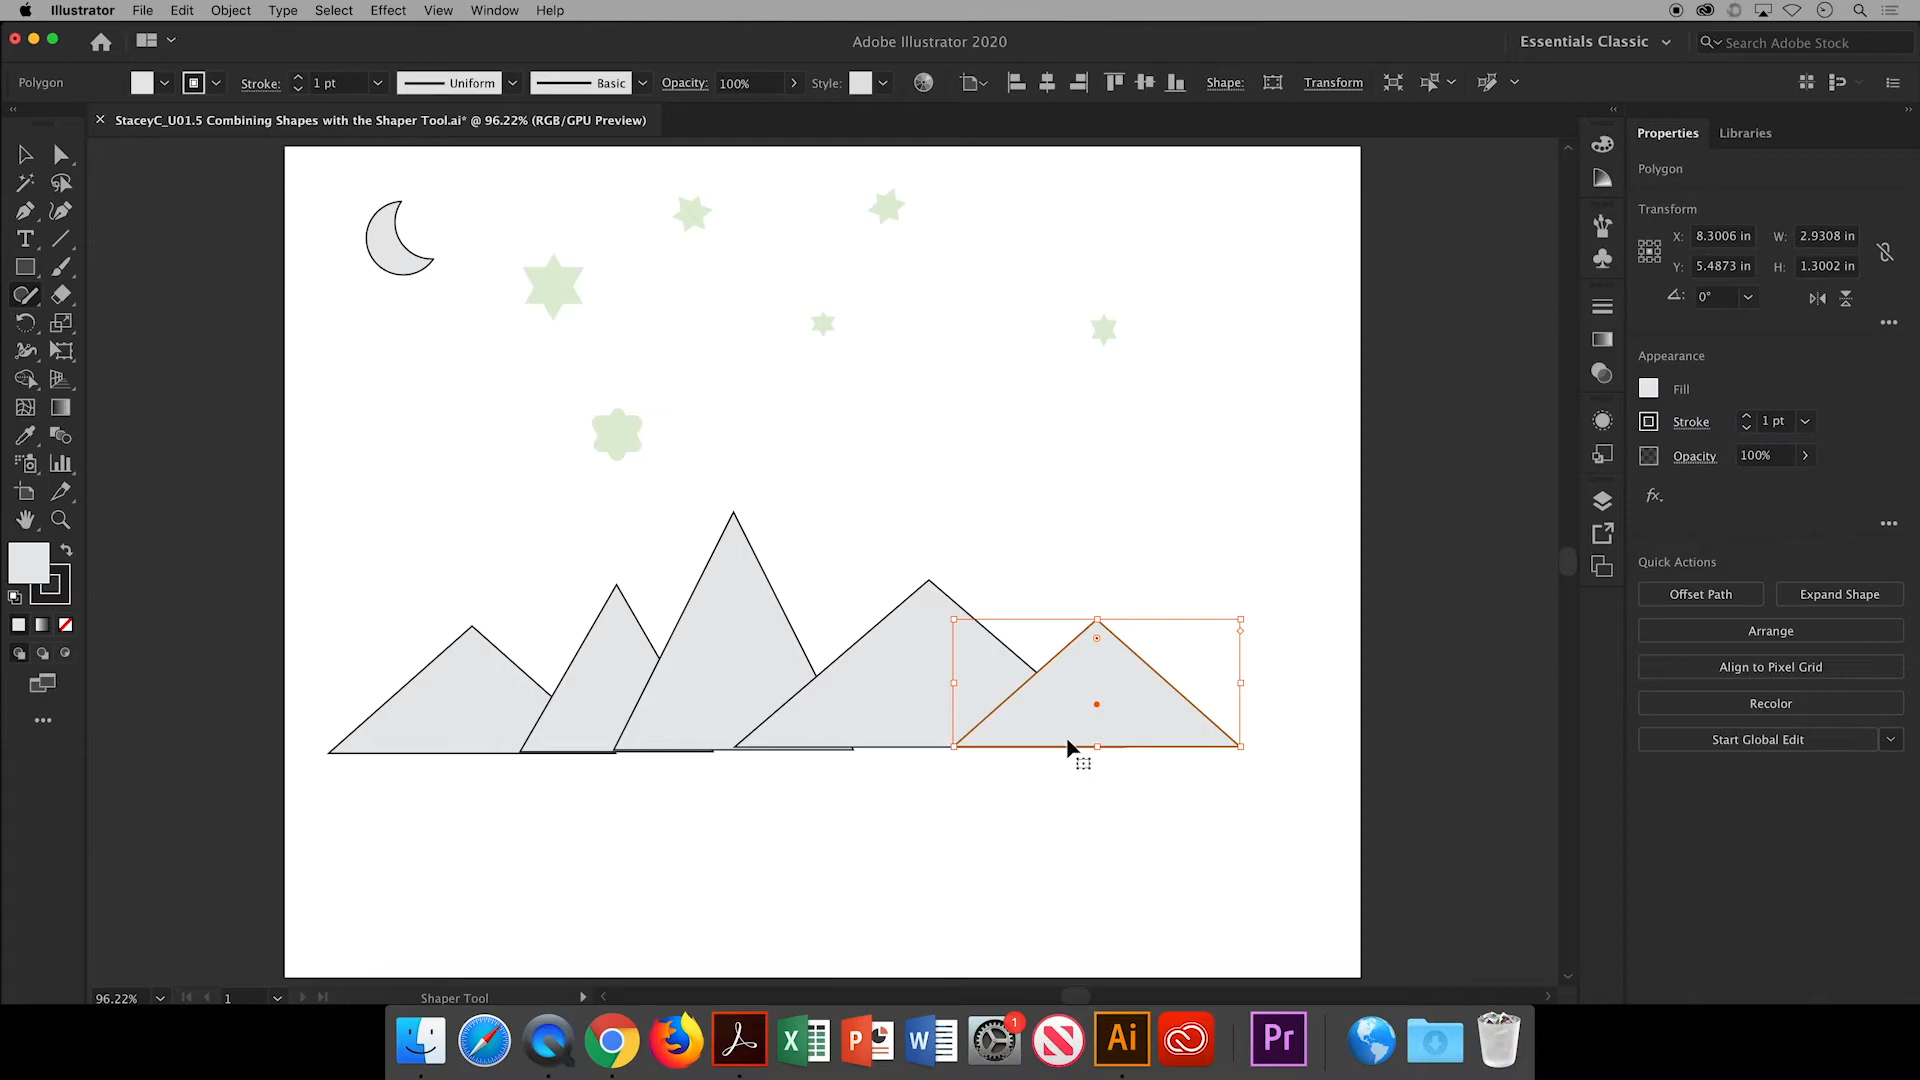 Illustrator File Edit Object Type Select Effect View Window Help
Adobe Illustrator 2020
Essentials Classic
Search Adobe Stock
Polygon Stroke: 1 pt Uniform Basic Opacity: 100% Style: Shape: Transform
StaceyC_U01.5 Combining Shapes with the Shaper Tool.ai* @ 96.22% (RGB/GPU Preview)
Properties Libraries
Polygon
Transform
X: 8.3006 in W: 2.9308 in
Y: 5.4873 in H: 1.3002 in
0°
Appearance
Fill
Stroke 1 pt
Opacity 100%
fx
Quick Actions
Offset Path Expand Shape
Arrange
Align to Pixel Grid
Recolor
Start Global Edit
96.22% 1 Shaper Tool
X P W 1 N Ai Pr